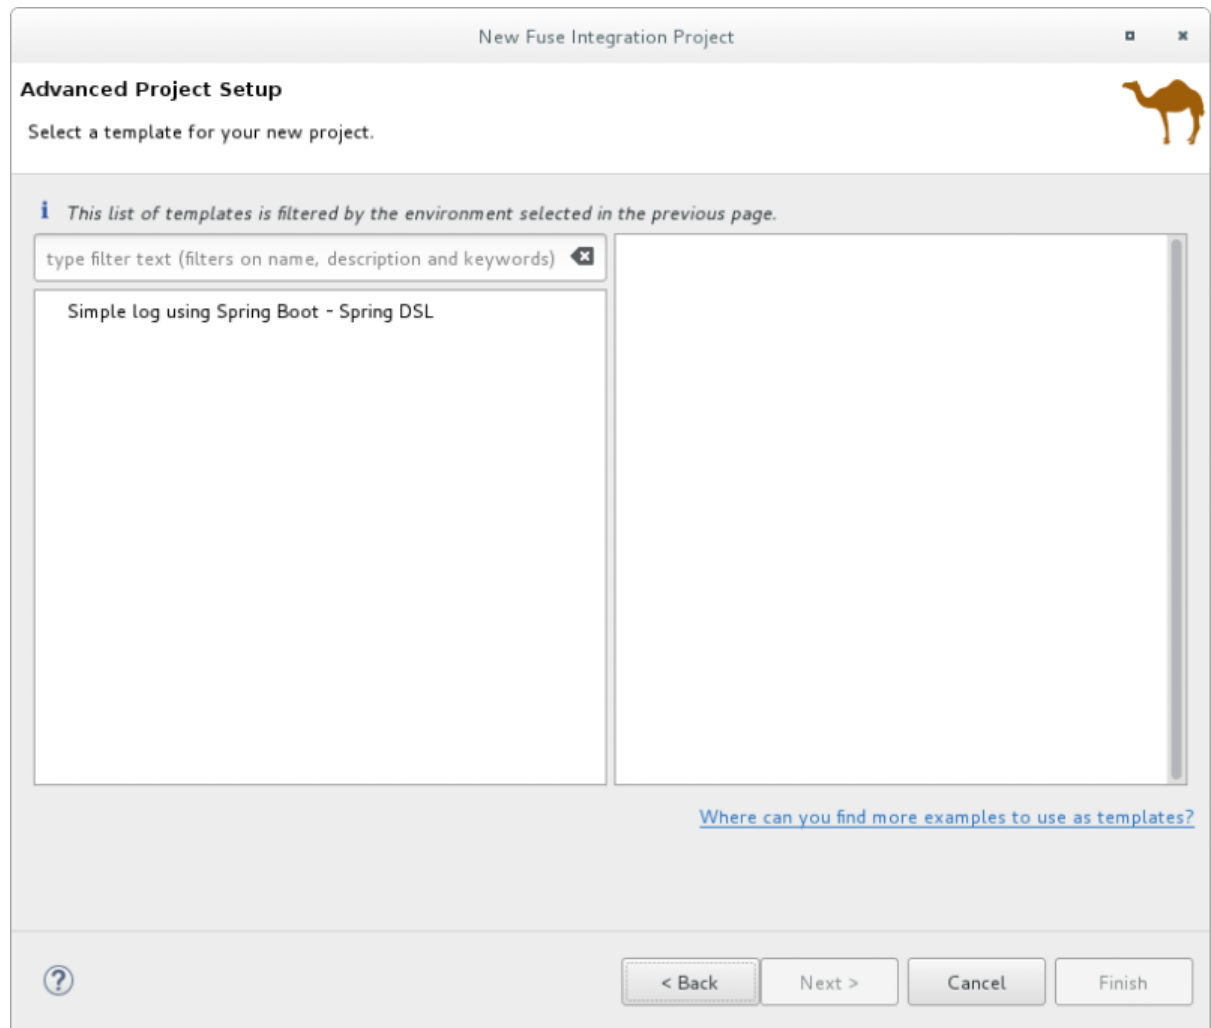 New Fuse Integration Project
Advanced Project Setup
Select a template for your new project.
This list of templates is filtered by the environment selected in the previous page.
type filter text (filters on name, description and keywords)
Simple log using Spring Boot - Spring DSL
Where can you find more examples to use as templates?
< Back Next > Cancel Finish